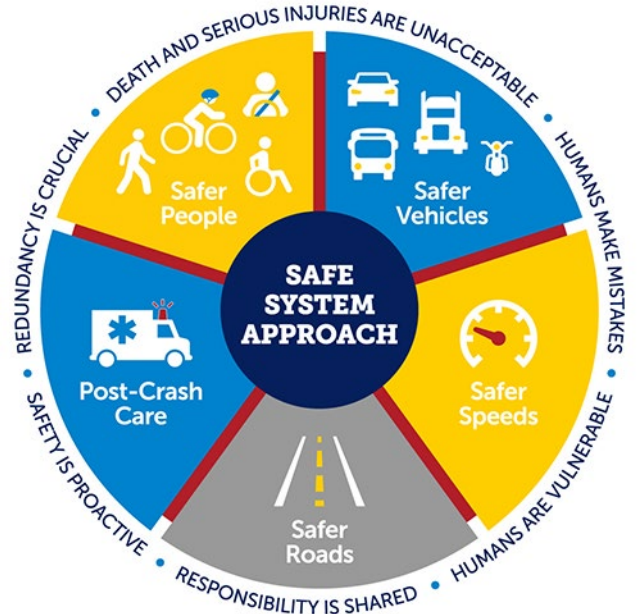 DEATH AND SERIOUS INJURIES ARE UNACCEPTABLE
HUMANS MAKE MISTAKES
HUMANS ARE VULNERABLE
RESPONSIBILITY IS SHARED
SAFETY IS PROACTIVE
REDUNDANCY IS CRUCIAL
Safer
People
Safer
Vehicles
SAFE
SYSTEM
APPROACH
Post-Crash
Care
Safer
Speeds
Safer
Roads